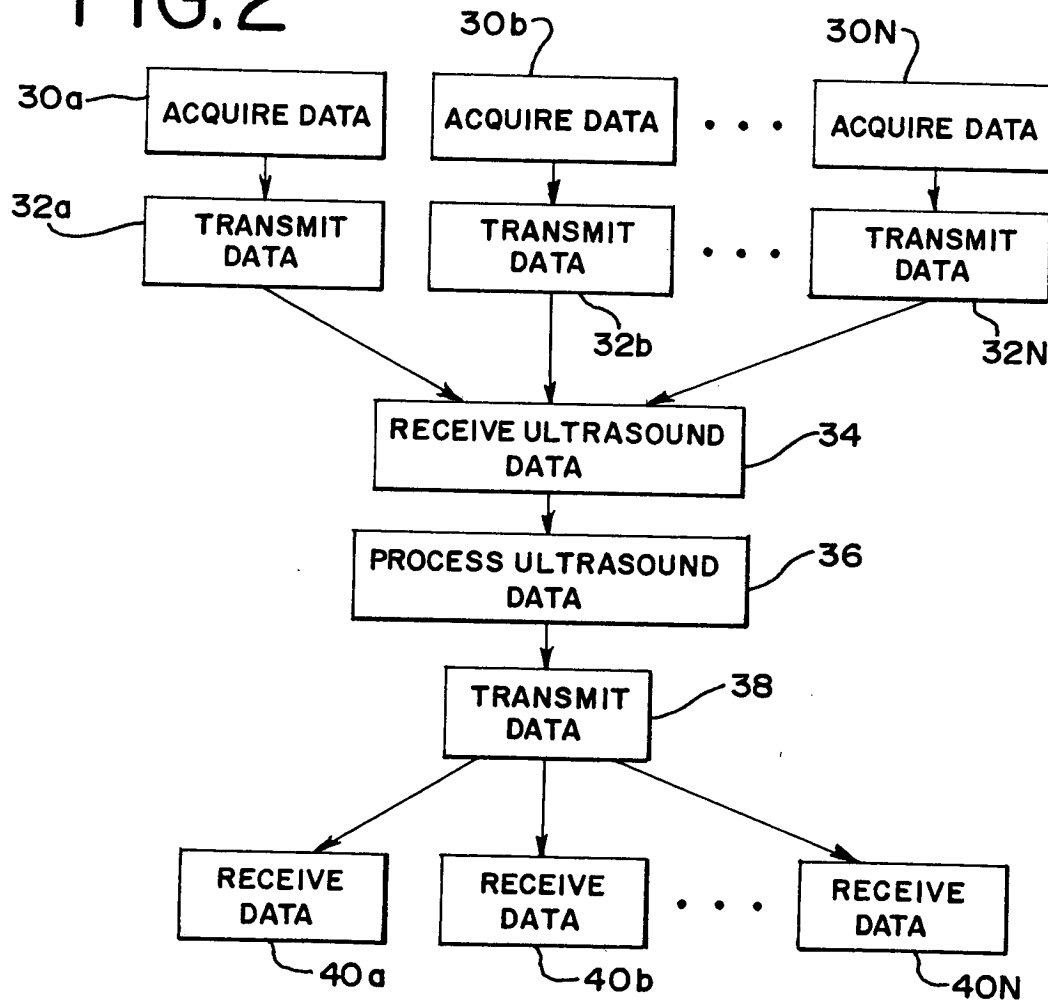 FIG. 2
30b
30N
30a
ACQUIRE DATA
ACQUIRE DATA
• • •
ACQUIRE DATA
32a
TRANSMIT
DATA
TRANSMIT
DATA
• • •
TRANSMIT
DATA
32b
32N
RECEIVE ULTRASOUND
DATA
34
PROCESS ULTRASOUND
DATA
36
TRANSMIT
DATA
38
RECEIVE
DATA
RECEIVE
DATA
• • •
RECEIVE
DATA
40a
40b
40N